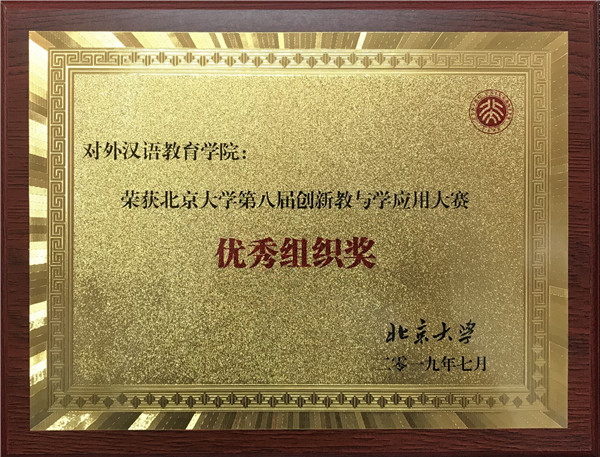 对外汉语教育学院：
荣获北京大学第八届创新教与学应用大赛
优秀组织奖
北京大学
二零一九年七月